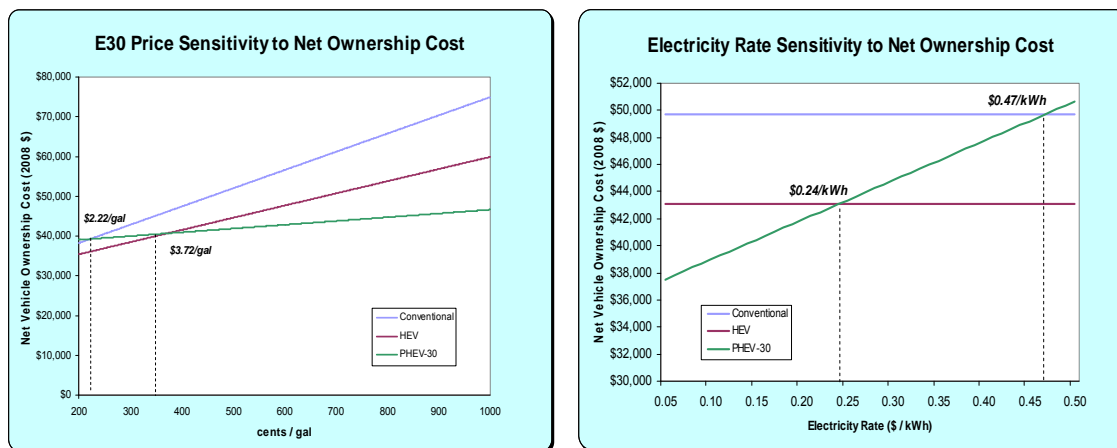 E30 Price Sensitivity to Net Ownership Cost
Net Vehicle Ownership Cost (2008 $)
$80,000
$70,000
$60,000
$50,000
$40,000
$30,000
$20,000
$10,000
$0
$2.22/gal
$3.72/gal
Conventional
HEV
PHEV-30
200 300 400 500 600 700 800 900 1000
cents / gal
Electricity Rate Sensitivity to Net Ownership Cost
Net Vehicle Ownership Cost (2008 $)
$52,000
$50,000
$48,000
$46,000
$44,000
$42,000
$40,000
$38,000
$36,000
$34,000
$32,000
$30,000
$0.47/kWh
$0.24/kWh
Conventional
HEV
PHEV-30
0.05 0.10 0.15 0.20 0.25 0.30 0.35 0.40 0.45 0.50
Electricity Rate ($ / kWh)